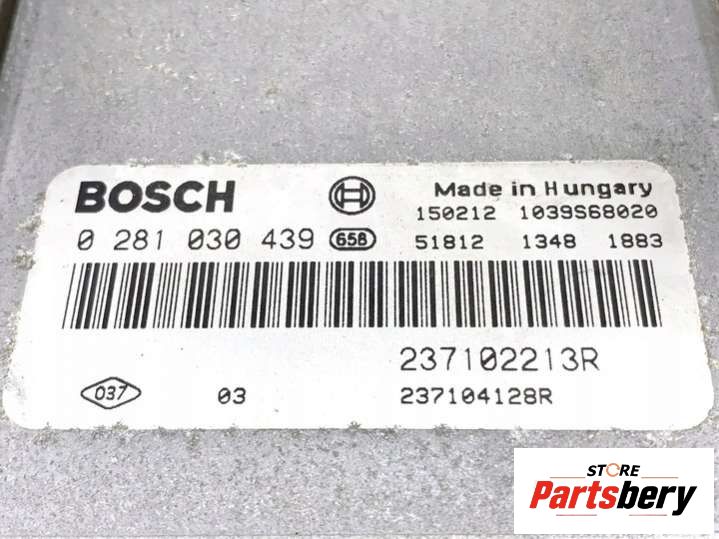 BOSCH
Made in Hungary
150212 1039S68020
0 281 030 439 658
51812 1348 1883
237102213R
037 03 237104128R
STORE
Partsbery